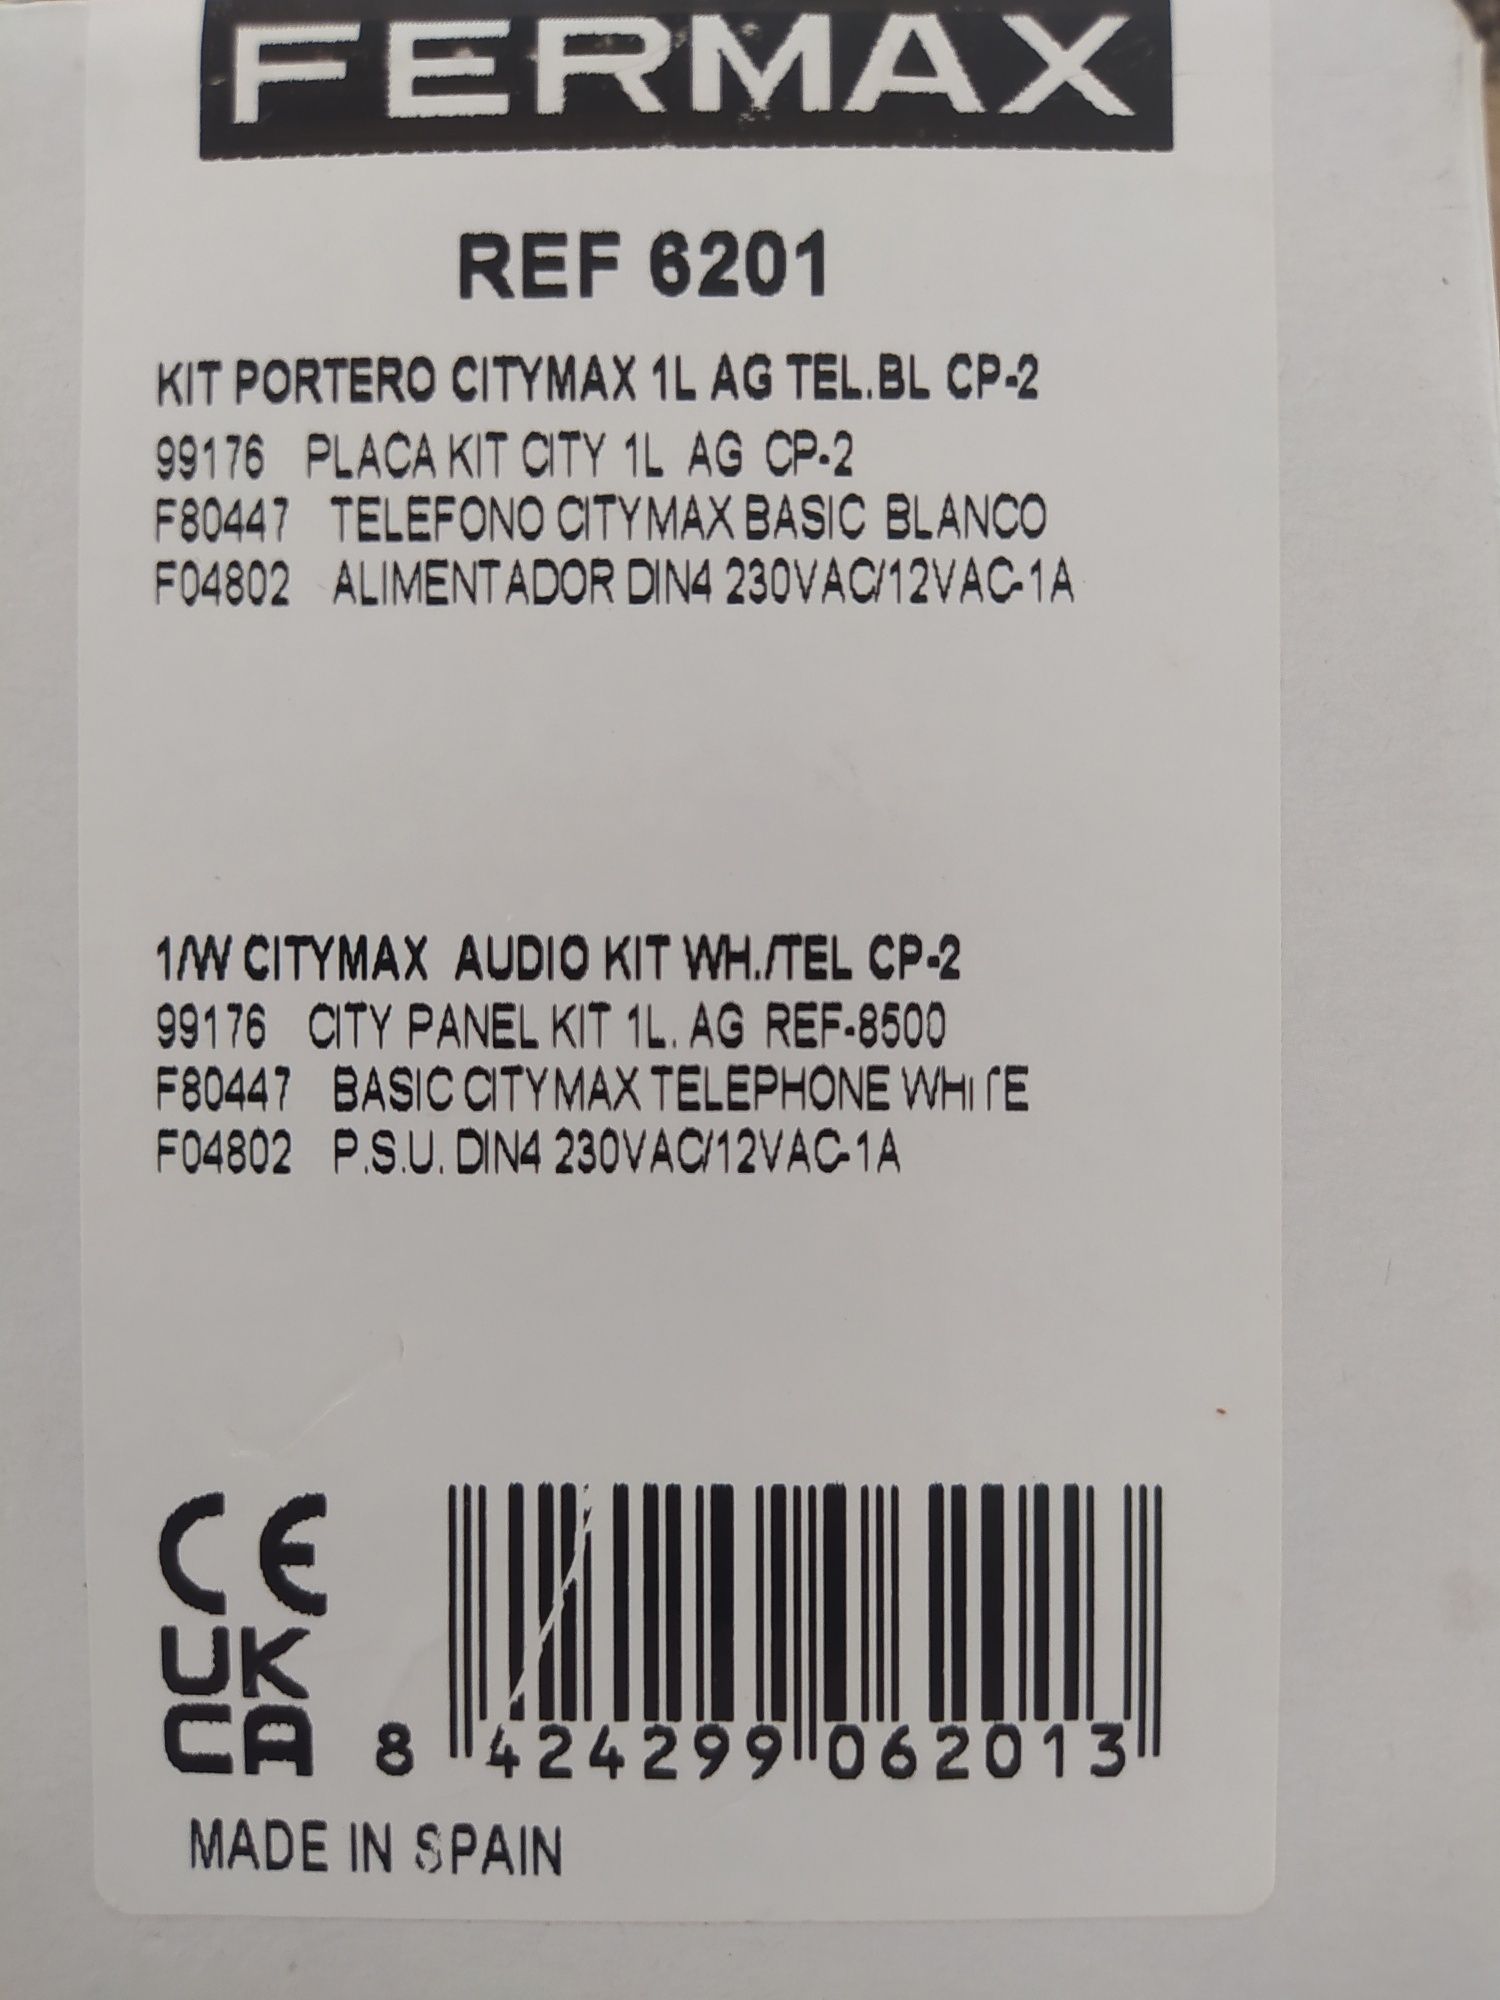 FERMAX
REF 6201
KIT PORTERO CITYMAX 1L AG TEL.BL CP-2
99176 PLACA KIT CITY 1L AG CP-2
F80447 TELEFONO CITYMAX BASIC BLANCO
F04802 ALIMENTADOR DIN4 230VAC/12VAC-1A
1/W CITYMAX AUDIO KIT WH./TEL CP-2
99176 CITY PANEL KIT 1L. AG REF-8500
F80447 BASIC CITYMAX TELEPHONE WHITE
F04802 P.S.U. DIN4 230VAC/12VAC-1A
CE
UK
CA
8 424299 062013
MADE IN SPAIN